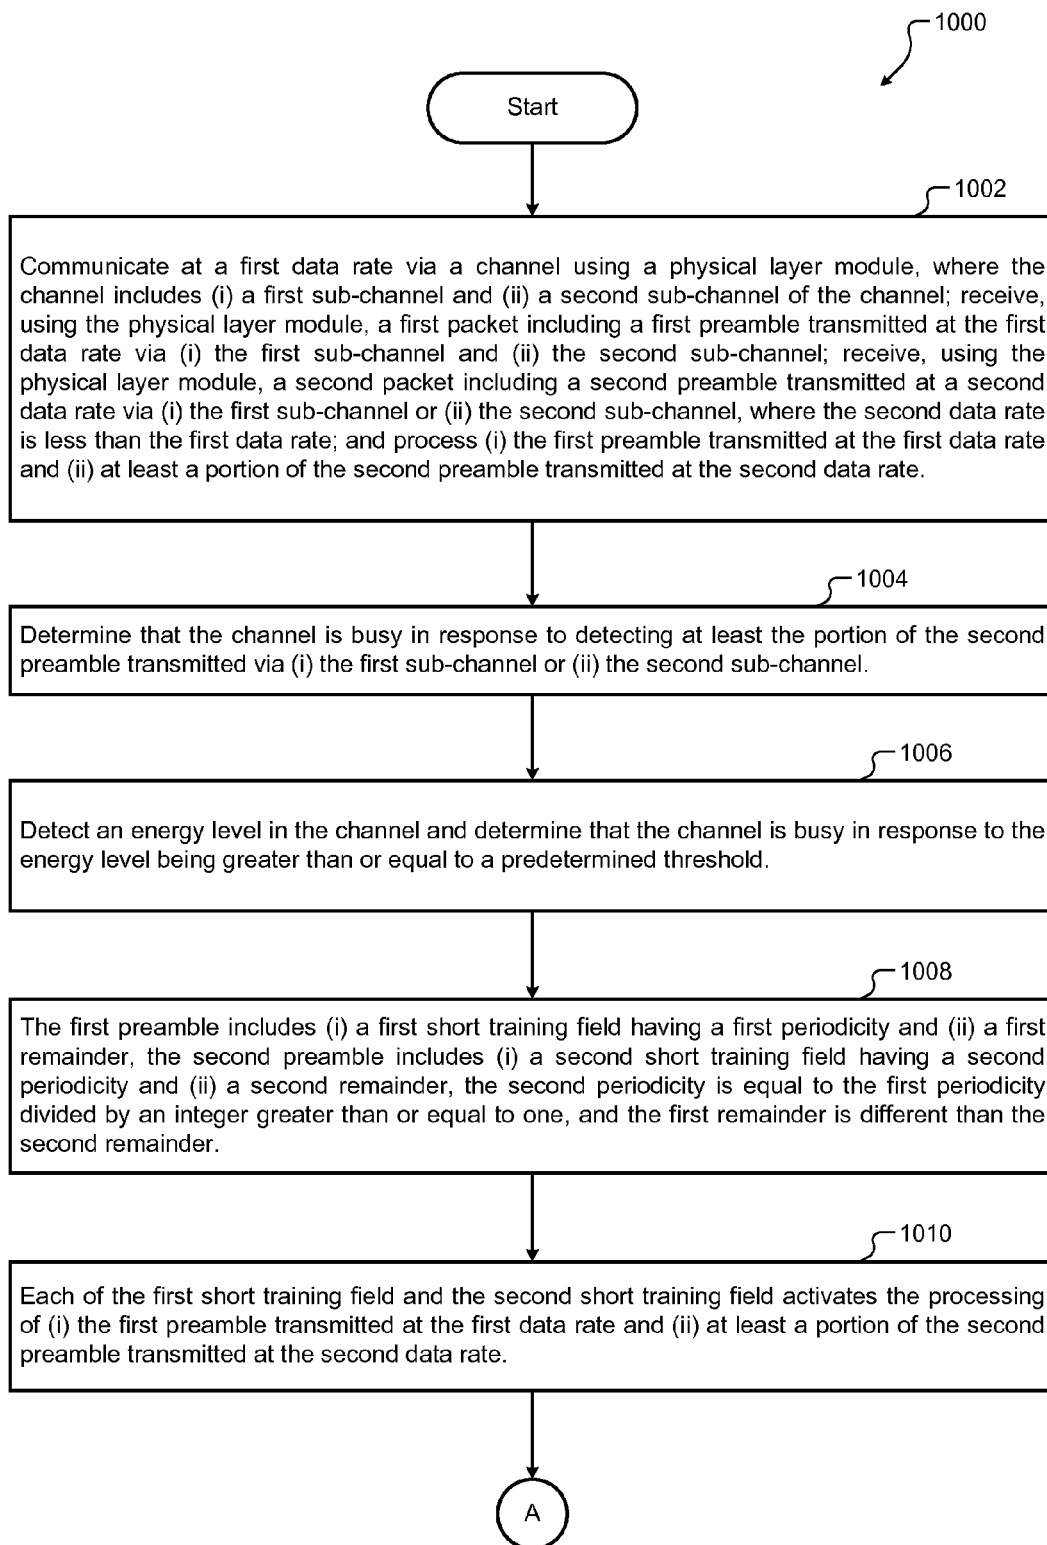 1000
Start
1002
Communicate at a first data rate via a channel using a physical layer module, where the
channel includes (i) a first sub-channel and (ii) a second sub-channel of the channel; receive,
using the physical layer module, a first packet including a first preamble transmitted at the first
data rate via (i) the first sub-channel and (ii) the second sub-channel; receive, using the
physical layer module, a second packet including a second preamble transmitted at a second
data rate via (i) the first sub-channel or (ii) the second sub-channel, where the second data rate
is less than the first data rate; and process (i) the first preamble transmitted at the first data rate
and (ii) at least a portion of the second preamble transmitted at the second data rate.
1004
Determine that the channel is busy in response to detecting at least the portion of the second
preamble transmitted via (i) the first sub-channel or (ii) the second sub-channel.
1006
Detect an energy level in the channel and determine that the channel is busy in response to the
energy level being greater than or equal to a predetermined threshold.
1008
The first preamble includes (i) a first short training field having a first periodicity and (ii) a first
remainder, the second preamble includes (i) a second short training field having a second
periodicity and (ii) a second remainder, the second periodicity is equal to the first periodicity
divided by an integer greater than or equal to one, and the first remainder is different than the
second remainder.
1010
Each of the first short training field and the second short training field activates the processing
of (i) the first preamble transmitted at the first data rate and (ii) at least a portion of the second
preamble transmitted at the second data rate.
A